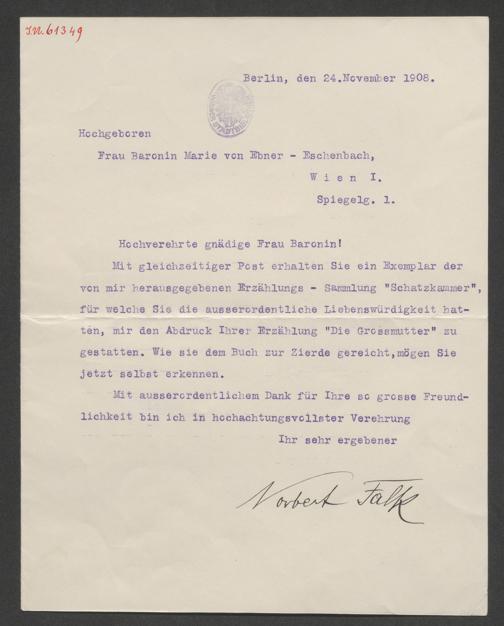 I.N. 61349
Berlin, den 24.November 1908.
Hochgeboren
Frau Baronin Marie von Ebner - Eschenbach,
W i e n  I.
Spiegelg. 1.
Hochverehrte gnädige Frau Baronin!
Mit gleichzeitiger Post erhalten Sie ein Exemplar der
von mir herausgegebenen Erzählungs - Sammlung "Schatzkammer",
für welche Sie die ausserordentliche Liebenswürdigkeit hat-
ten, mir den Abdruck Ihrer Erzählung "Die Grossmutter" zu
gestatten. Wie sie dem Buch zur Zierde gereicht,mögen Sie
jetzt selbst erkennen.
Mit ausserordentlichem Dank für Ihre so grosse Freund-
lichkeit bin ich in hochachtungsvollster Verehrung
Ihr sehr ergebener
Norbert Falk